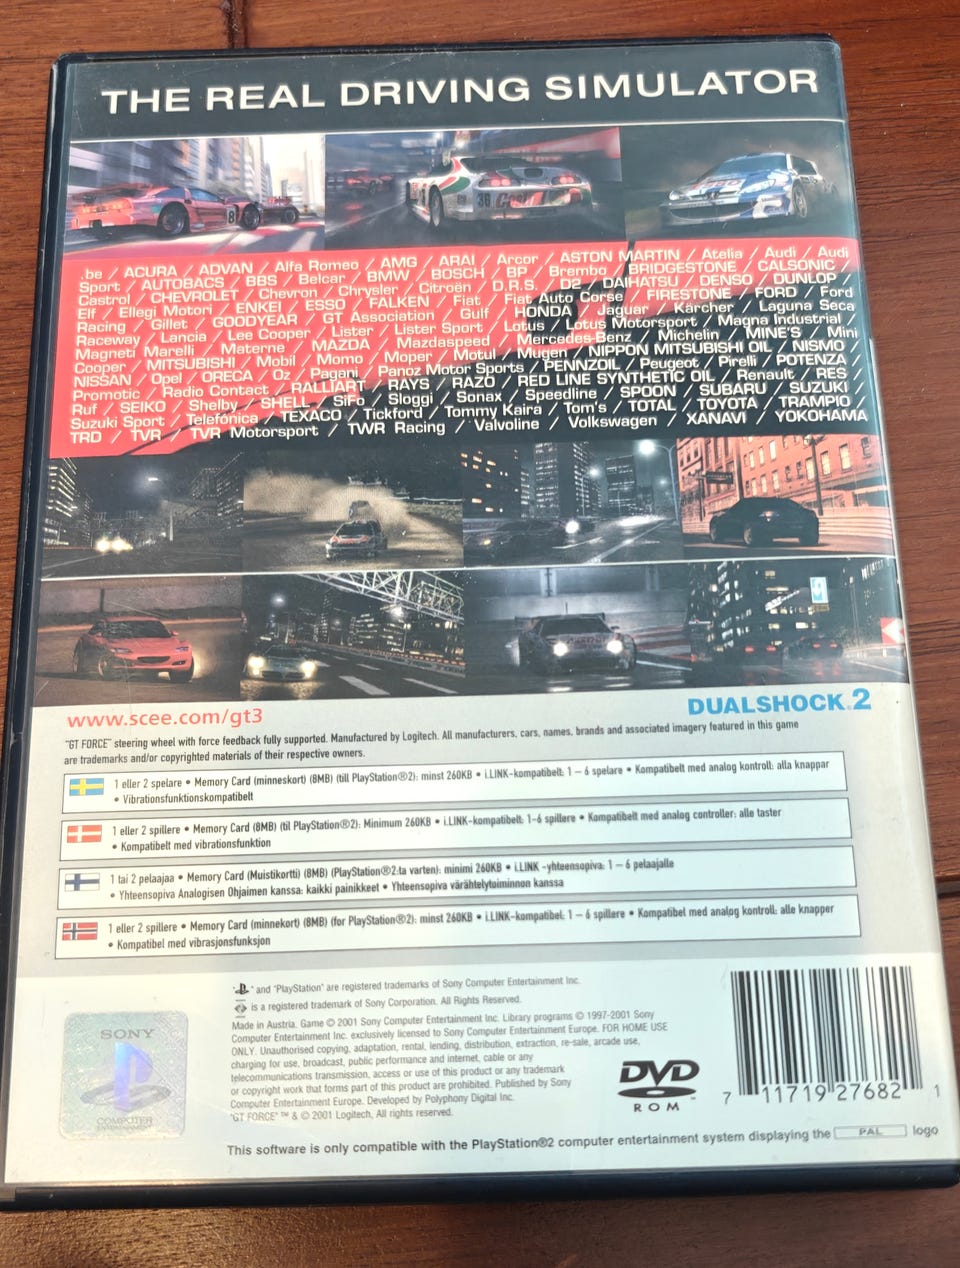 THE REAL DRIVING SIMULATOR
8
36
.be / ACURA / ADVAN / Alfa Romeo / AMG / ARAI / Arcor / ASTON MARTIN / Atelia / Audi / Audi
Sport / AUTOBACS / BBS / Belcar / BMW / BOSCH / BP / Brembo / BRIDGESTONE / CALSONIC /
Castrol / CHEVROLET / Chevron / Chrysler / Citroën / D.R.S. / D2 / DAIHATSU / DENSO / DUNLOP /
Elf / Ellegi Motori / ENKEI / ESSO / FALKEN / Fiat / Fiat Auto Corse / FIRESTONE / FORD / Ford
Racing / Gillet / GOODYEAR / GT Association / Gulf / HONDA / Jaguar / Kärcher / Laguna Seca
Raceway / Lancia / Lee Cooper / Lister / Lister Sport / Lotus / Lotus Motorsport / Magna Industrial /
Magneti Marelli / Materne / MAZDA / Mazdaspeed / Mercedes-Benz / Michelin / MINE'S / Mini
Cooper / MITSUBISHI / Mobil / Momo / Moper / Motul / Mugen / NIPPON MITSUBISHI OIL / NISMO /
NISSAN / Opel / ORECA / Oz / Pagani / Panoz Motor Sports / PENNZOIL / Peugeot / Pirelli / POTENZA /
Promotic / Radio Contact / RALLIART / RAYS / RAZO / RED LINE SYNTHETIC OIL / Renault / RES /
Ruf / SEIKO / Shelby / SHELL / SiFo / Sloggi / Sonax / Speedline / SPOON / SUBARU / SUZUKI /
Suzuki Sport / Telefónica / TEXACO / Tickford / Tommy Kaira / Tom's / TOTAL / TOYOTA / TRAMPIO /
TRD / TVR / TVR Motorsport / TWR Racing / Valvoline / Volkswagen / XANAVI / YOKOHAMA
www.scee.com/gt3
DUALSHOCK.2
"GT FORCE" steering wheel with force feedback fully supported. Manufactured by Logitech. All manufacturers, cars, names, brands and associated imagery featured in this game
are trademarks and/or copyrighted materials of their respective owners.
1 eller 2 spelare • Memory Card (minneskort) (8MB) (till PlayStation®2): minst 260KB • i.LINK-kompatibelt: 1 – 6 spelare • Kompatibelt med analog kontroll: alla knappar
• Vibrationsfunktionskompatibelt
1 eller 2 spillere • Memory Card (8MB) (til PlayStation®2): Minimum 260KB • i.LINK-kompatibelt: 1-6 spillere • Kompatibelt med analog controller: alle taster
• Kompatibelt med vibrationsfunktion
1 tai 2 pelaajaa • Memory Card (Muistikortti) (8MB) (PlayStation®2:ta varten): minimi 260KB • i.LINK -yhteensopiva: 1 – 6 pelaajalle
• Yhteensopiva Analogisen Ohjaimen kanssa: kaikki painikkeet • Yhteensopiva värähtelytoiminnon kanssa
1 eller 2 spillere • Memory Card (minnekort) (8MB) (for PlayStation®2): minst 260KB • i.LINK-kompatibel: 1 – 6 spillere • Kompatibel med analog kontroll: alle knapper
• Kompatibel med vibrasjonsfunksjon
" " and "PlayStation" are registered trademarks of Sony Computer Entertainment Inc.
is a registered trademark of Sony Corporation. All Rights Reserved.
Made in Austria. Game © 2001 Sony Computer Entertainment Inc. Library programs © 1997-2001 Sony
Computer Entertainment Inc. exclusively licensed to Sony Computer Entertainment Europe. FOR HOME USE
ONLY. Unauthorised copying, adaptation, rental, lending, distribution, extraction, re-sale, arcade use,
charging for use, broadcast, public performance and internet, cable or any
telecommunications transmission, access or use of this product or any trademark
or copyright work that forms part of this product are prohibited. Published by Sony
Computer Entertainment Europe. Developed by Polyphony Digital Inc.
"GT FORCE" ™ & © 2001 Logitech, All rights reserved.
SONY
COMPUTER
ENTERTAINMENT
DVD
ROM
7 11719 27682 1
This software is only compatible with the PlayStation®2 computer entertainment system displaying the PAL logo